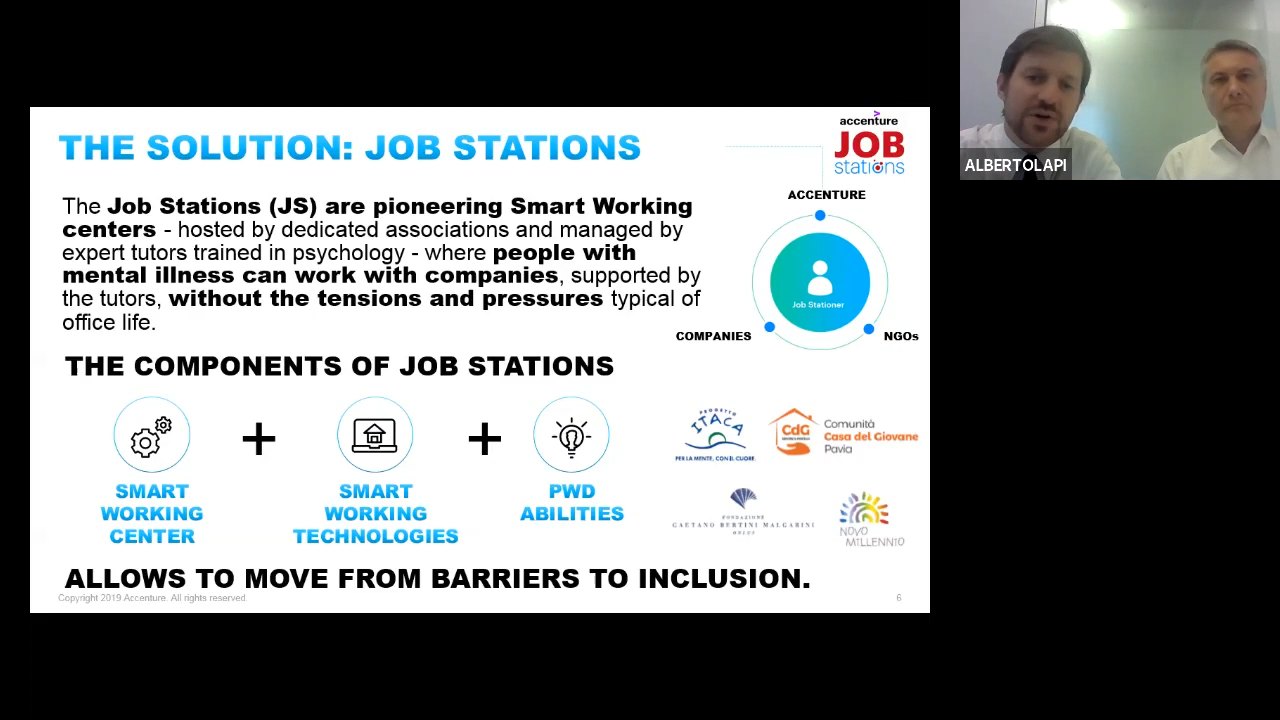 THE SOLUTION: JOB STATIONS
accenture
JOB
stations
The Job Stations (JS) are pioneering Smart Working
centers - hosted by dedicated associations and managed by
expert tutors trained in psychology - where people with
mental illness can work with companies, supported by
the tutors, without the tensions and pressures typical of
office life.
ACCENTURE
Job Stationer
COMPANIES
NGOs
THE COMPONENTS OF JOB STATIONS
+
+
SMART
WORKING
CENTER
SMART
WORKING
TECHNOLOGIES
PWD
ABILITIES
PROGETTO
ITACA
PER LA MENTE, CON IL CUORE.
CdG
Comunità
Casa del Giovane
Pavia
FONDAZIONE
GAETANO BERTINI MALGARINI
ONLUS
NOVO
MILLENNIO
ALLOWS TO MOVE FROM BARRIERS TO INCLUSION.
Copyright 2019 Accenture. All rights reserved.
6
ALBERTOLAPI